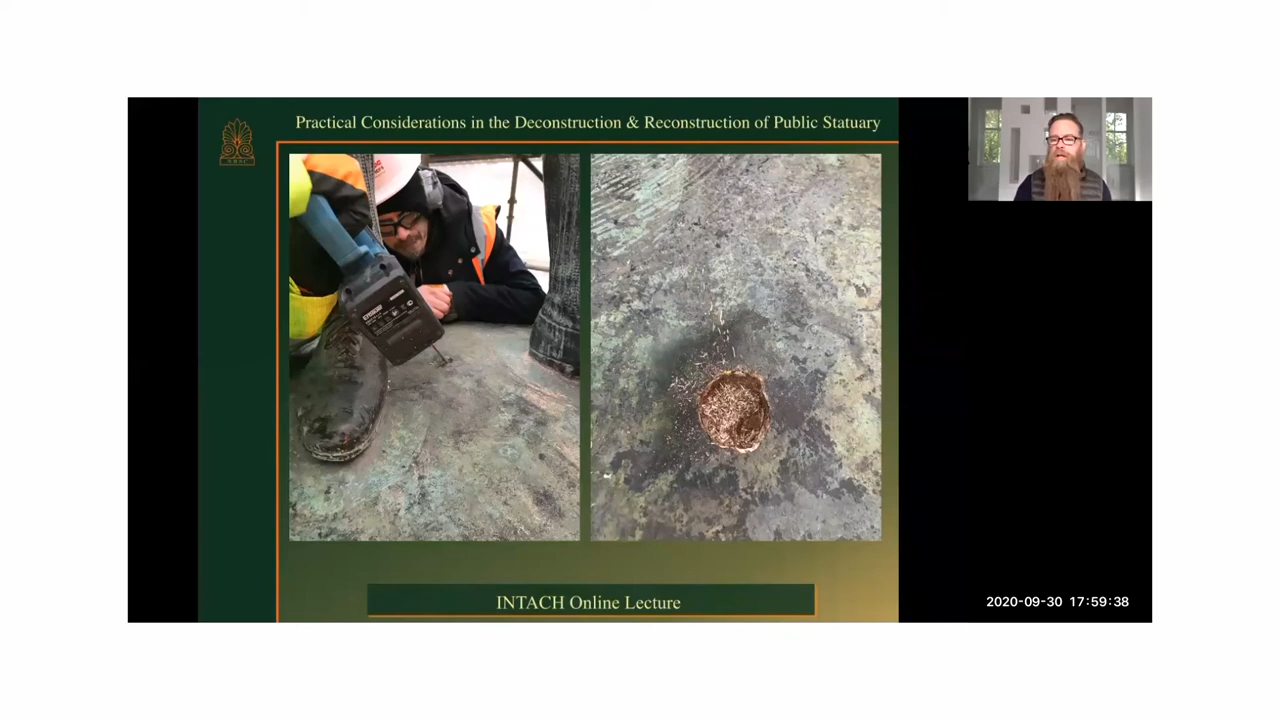 Practical Considerations in the Deconstruction & Reconstruction of Public Statuary
INTACH Online Lecture
2020-09-30 17:59:38